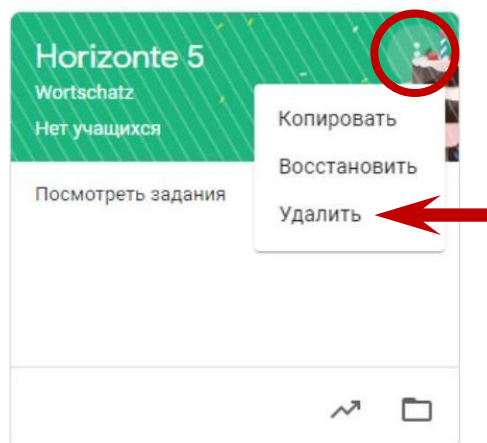 Horizonte 5
Wortschatz
Нет учащихся
Копировать
Восстановить
Удалить
Посмотреть задания